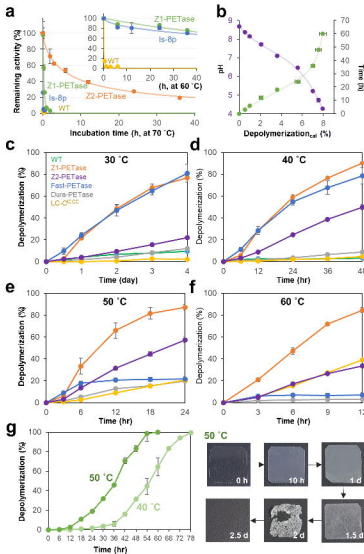 a
b
Remaining activity (%)
100
80
60
40
20
0
Z1-PETase
Is-8p
WT
Z2-PETase
0 10 20 30 40
Incubation time (h, at 70 ˚C)
100
50
0
Z1-PETase
Is-8p
WT
0 10 20 30 40
(h, at 60 ˚C)
pH
9
8
7
6
5
4
Time (h)
70
60
50
40
30
20
10
0
0 2 4 6 8
Depolymerization_cal (%)
c
30 ˚C
WT
Z1-PETase
Z2-PETase
Fast-PETase
Dura-PETase
LC-C^ICCG
Depolymerization (%)
100
80
60
40
20
0
0 1 2 3 4
Time (day)
d
40 ˚C
Depolymerization (%)
100
80
60
40
20
0
0 12 24 36
Time (hr)
e
50 ˚C
Depolymerization (%)
100
80
60
40
20
0
0 6 12 18 24
Time (hr)
f
60 ˚C
Depolymerization (%)
100
80
60
40
20
0
0 3 6 9
Time (hr)
g
Depolymerization (%)
100
80
60
40
20
0
50 ˚C
40 ˚C
0 6 12 18 24 30 36 42 48 54 60 66 72 78
Time (hr)
50 ˚C
0 h
10 h
1 d
2.5 d
2 d
1.5 d